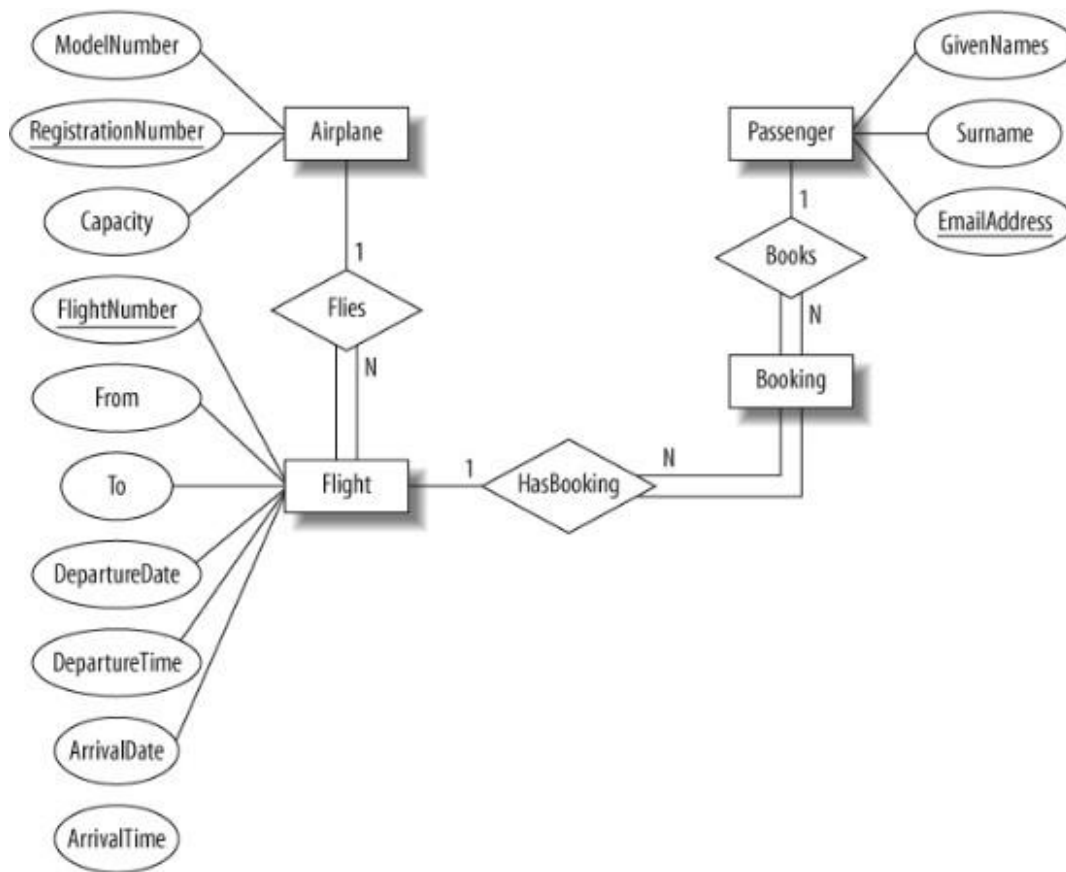 ModelNumber
GivenNames
RegistrationNumber
Airplane
Passenger
Surname
Capacity
1
EmailAddress
1
Books
FlightNumber
Flies
N
N
Booking
From
To
Flight
1
HasBooking
N
DepartureDate
DepartureTime
ArrivalDate
ArrivalTime